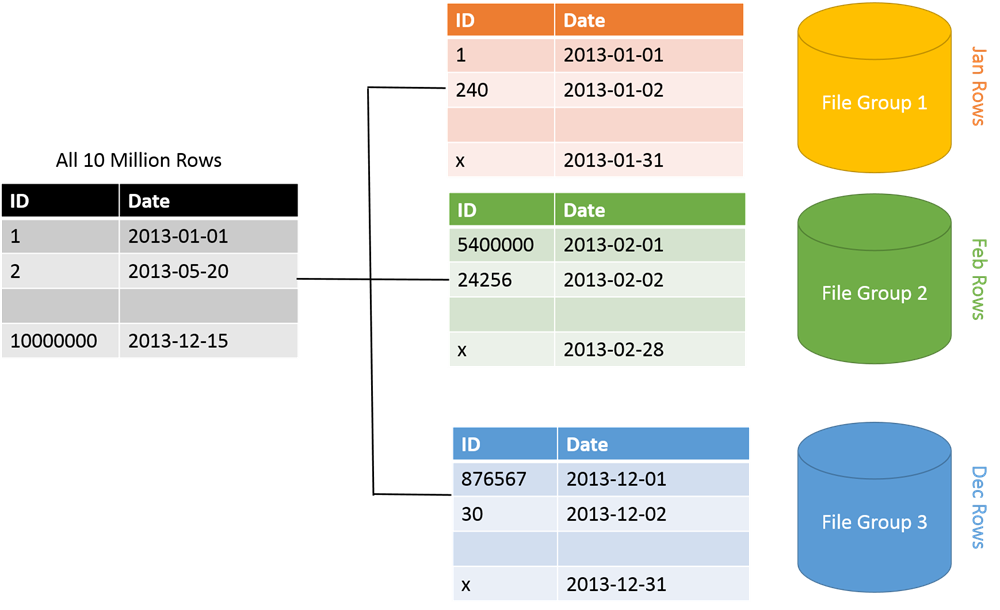 All 10 Million Rows
ID Date
1 2013-01-01
2 2013-05-20
10000000 2013-12-15
ID Date
1 2013-01-01
240 2013-01-02
x 2013-01-31
File Group 1
Jan Rows
ID Date
5400000 2013-02-01
24256 2013-02-02
x 2013-02-28
File Group 2
Feb Rows
ID Date
876567 2013-12-01
30 2013-12-02
x 2013-12-31
File Group 3
Dec Rows